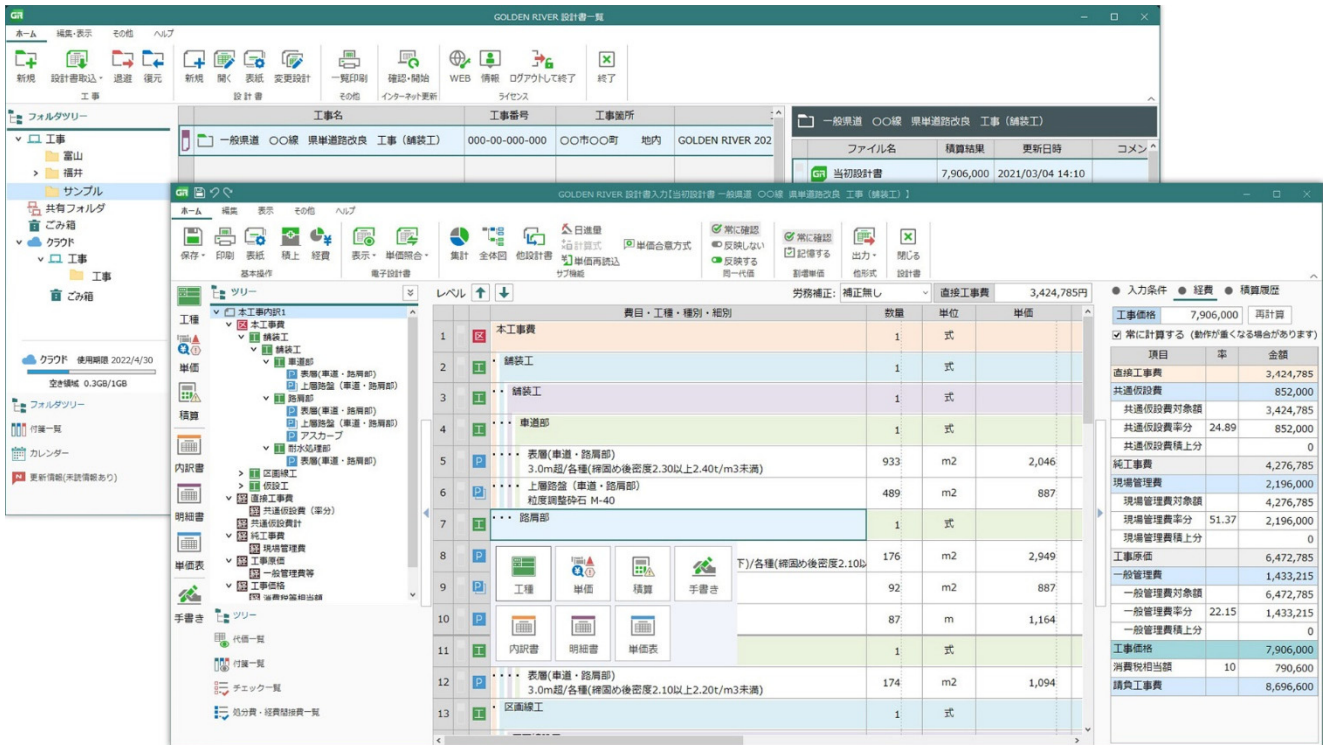 GOLDEN RIVER 設計書一覧
ホーム 編集・表示 その他 ヘルプ
新規 設計書取込 退避 復元 新規 開く 表紙 変更設計 一覧印刷 確認・開始 WEB 情報 ログアウトして終了 終了
工事 設計書 その他 インターネット更新 ライセンス
フォルダツリー
工事
富山
福井
サンプル
共有フォルダ
ごみ箱
クラウド
工事
工事
ごみ箱
クラウド 使用期限 2022/4/30
空き領域 0.3GB/1GB
フォルダツリー
付箋一覧
カレンダー
更新情報(未読情報あり)
工事名 工事番号 工事箇所
一般県道 〇〇線 県単道路改良 工事（舗装工） 000-00-000-000 〇〇市〇〇町 地内 GOLDEN RIVER 202
一般県道 〇〇線 県単道路改良 工事（舗装工）
ファイル名 積算結果 更新日時 コメン
当初設計書 7,906,000 2021/03/04 14:10
GOLDEN RIVER 設計書入力【当初設計書 一般県道 〇〇線 県単道路改良 工事（舗装工）】
ホーム 編集 表示 その他 ヘルプ
保存 印刷 表紙 積上 経費 表示 単価照合 集計 全体図 他設計書
日進量
計算式
単価再読込
単価合意方式
常に確認
反映しない
反映する
常に確認
記憶する
出力 閉じる
基本操作 電子設計書 サブ機能 同一代価 割増単価 他形式 設計書
工種
単価
積算
内訳書
明細書
単価表
手書き
ツリー
本工事内訳1
本工事費
舗装工
舗装工
車道部
表層(車道・路肩部)
上層路盤（車道・路肩部）
路肩部
表層(車道・路肩部)
上層路盤（車道・路肩部）
アスカーブ
耐水処理部
表層(車道・路肩部)
区画線工
仮設工
直接工事費
共通仮設費（率分）
共通仮設費計
純工事費
現場管理費
工事原価
一般管理費等
工事価格
消費税等相当額
ツリー
代価一覧
付箋一覧
チェック一覧
処分費・経費間接費一覧
レベル 労務補正: 補正無し 直接工事費 3,424,785円
費目・工種・種別・細別 数量 単位 単価
1 本工事費 1 式
2 舗装工 1 式
3 舗装工 1 式
4 車道部 1 式
5 表層(車道・路肩部)
3.0m超/各種(締固め後密度2.30以上2.40t/m3未満) 933 m2 2,046
6 上層路盤（車道・路肩部）
粒度調整砕石 M-40 489 m2 887
7 路肩部 1 式
8 下)/各種(締固め後密度2.10以 176 m2 2,949
9 92 m2 887
10 87 m 1,164
11 1 式
12 表層(車道・路肩部)
3.0m超/各種(締固め後密度2.10以上2.20t/m3未満) 174 m2 1,094
13 区画線工 1 式
工種 単価 積算 手書き
内訳書 明細書 単価表
入力条件 経費 積算履歴
工事価格 7,906,000 再計算
常に計算する (動作が重くなる場合があります)
項目 率 金額
直接工事費 3,424,785
共通仮設費 852,000
共通仮設費対象額 3,424,785
共通仮設費率分 24.89 852,000
共通仮設費積上分 0
純工事費 4,276,785
現場管理費 2,196,000
現場管理費対象額 4,276,785
現場管理費率分 51.37 2,196,000
現場管理費積上分 0
工事原価 6,472,785
一般管理費 1,433,215
一般管理費対象額 6,472,785
一般管理費率分 22.15 1,433,215
一般管理費積上分 0
工事価格 7,906,000
消費税相当額 10 790,600
請負工事費 8,696,600